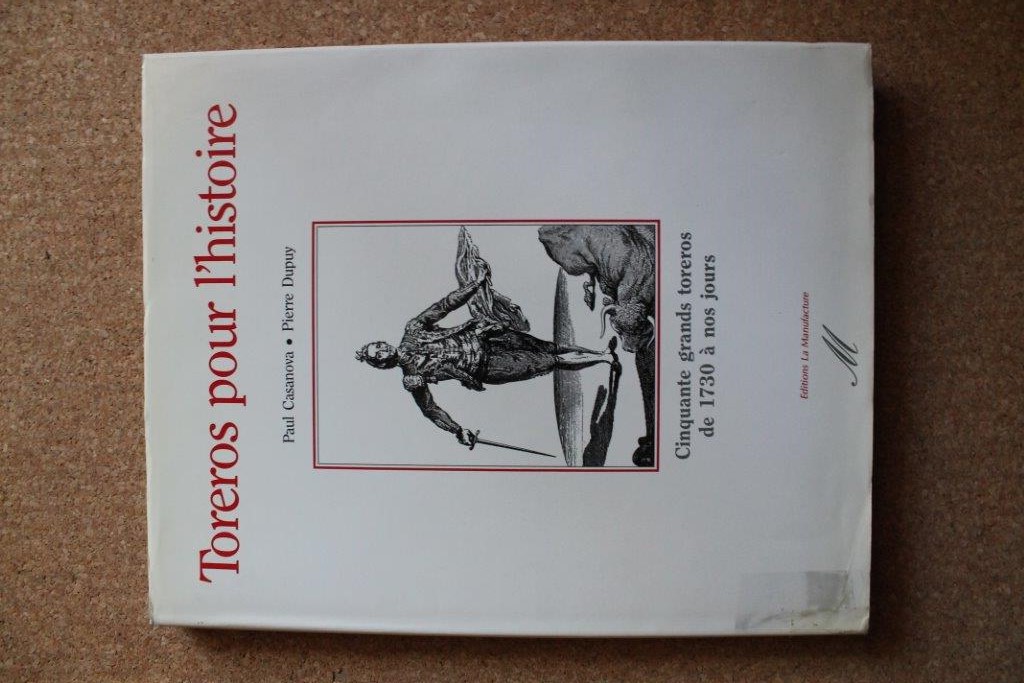 Toreros pour l'histoire
Paul Casanova • Pierre Dupuy
Cinquante grands toreros
de 1730 à nos jours
Editions La Manufacture
M